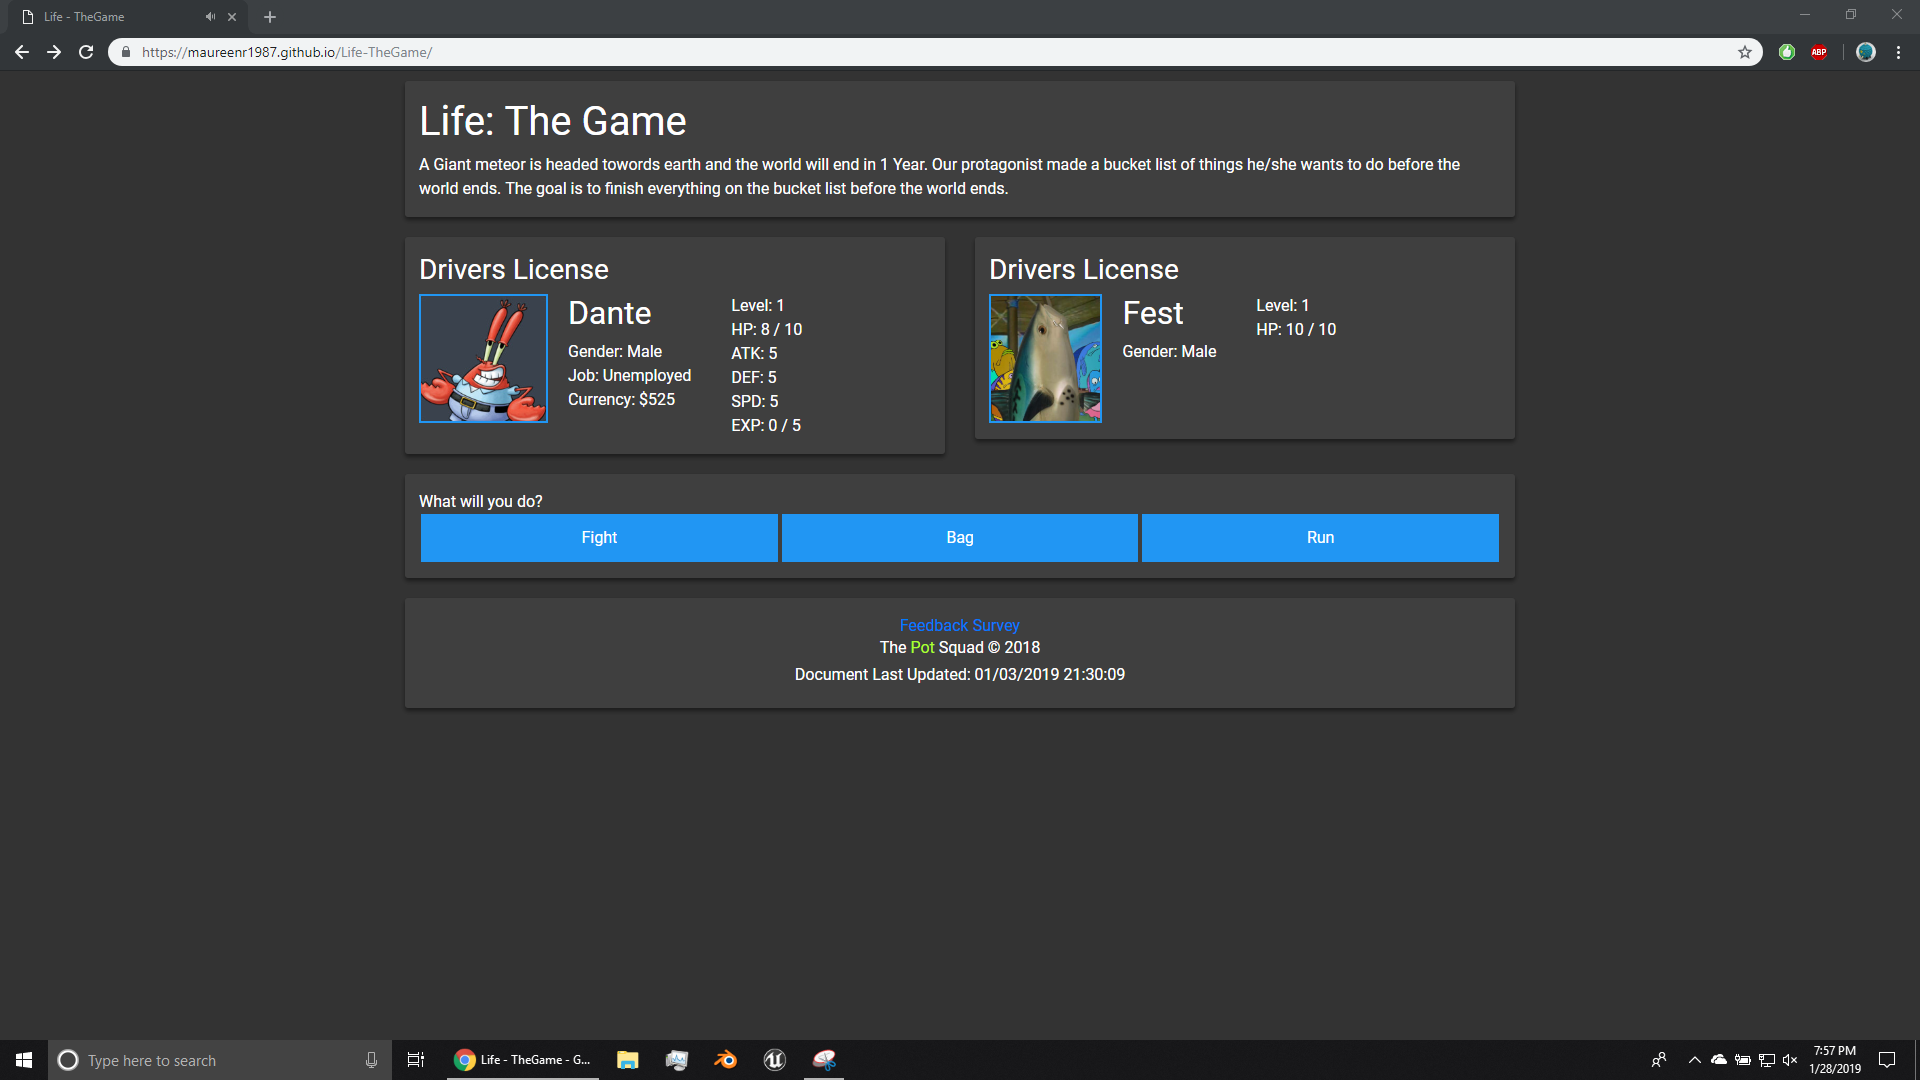 Life - TheGame
https://maureenr1987.github.io/Life-TheGame/
ABP
Life: The Game
A Giant meteor is headed towords earth and the world will end in 1 Year. Our protagonist made a bucket list of things he/she wants to do before the
world ends. The goal is to finish everything on the bucket list before the world ends.
Drivers License
Dante
Gender: Male
Job: Unemployed
Currency: $525
Level: 1
HP: 8 / 10
ATK: 5
DEF: 5
SPD: 5
EXP: 0 / 5
Drivers License
Fest
Gender: Male
Level: 1
HP: 10 / 10
What will you do?
Fight
Bag
Run
Feedback Survey
The Pot Squad © 2018
Document Last Updated: 01/03/2019 21:30:09
Type here to search
Life - TheGame - G...
7:57 PM
1/28/2019